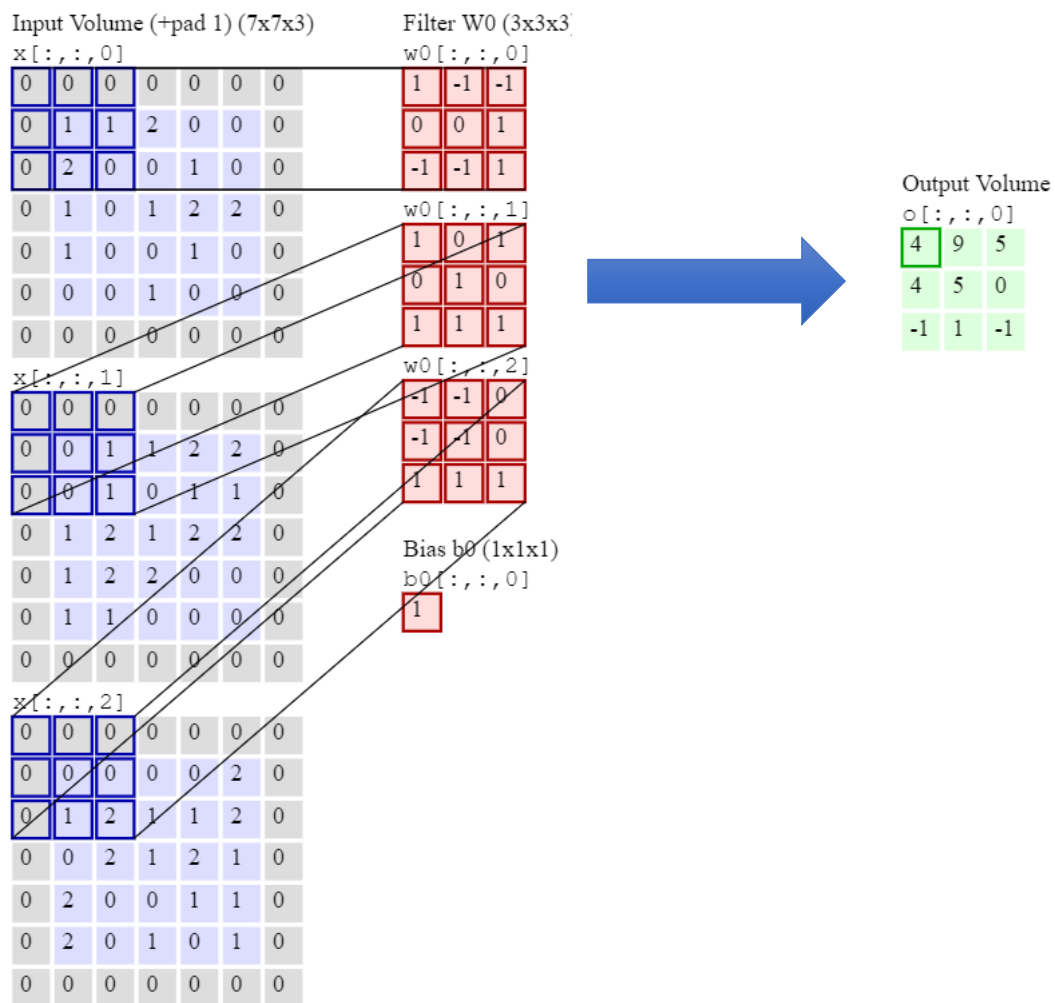 Input Volume (+pad 1) (7x7x3)
x[:,:,0]
0 0 0 0 0 0 0
0 1 1 2 0 0 0
0 2 0 0 1 0 0
0 1 0 1 2 2 0
0 1 0 0 1 0 0
0 0 0 1 0 0 0
0 0 0 0 0 0 0
x[:,:,1]
0 0 0 0 0 0 0
0 0 1 1 2 2 0
0 0 1 0 1 1 0
0 1 2 1 2 2 0
0 1 2 2 0 0 0
0 1 1 0 0 0 0
0 0 0 0 0 0 0
x[:,:,2]
0 0 0 0 0 0 0
0 0 0 0 0 2 0
0 1 2 1 1 2 0
0 0 2 1 2 1 0
0 2 0 0 1 1 0
0 2 0 1 0 1 0
0 0 0 0 0 0 0
Filter W0 (3x3x3)
w0[:,:,0]
1 -1 -1
0 0 1
-1 -1 1
w0[:,:,1]
1 0 1
0 1 0
1 1 1
w0[:,:,2]
-1 -1 0
-1 -1 0
1 1 1
Bias b0 (1x1x1)
b0[:,:,0]
1
Output Volume
o[:,:,0]
4 9 5
4 5 0
-1 1 -1